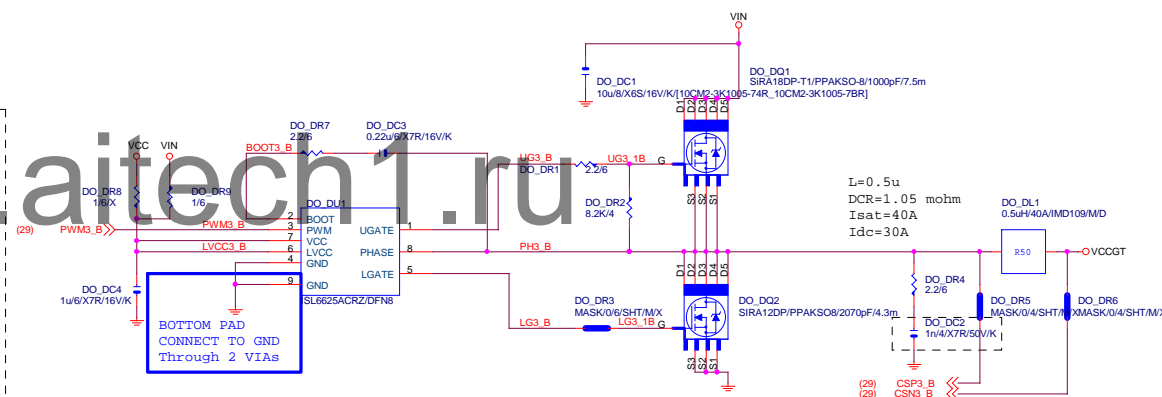 VIN
DO_DQ1
SiRA18DP-T1/PPAKSO-8/1000pF/7.5m
DO_DC1
10u/8/X6S/16V/K/[10CM2-3K1005-74R_10CM2-3K1005-7BR]
D1
D2
D3
D4
D5
DO_DR7
2.2/6
DO_DC3
0.22u/6/X7R/16V/K
aitech1.ru
VCC
VIN
BOOT3_B
UG3_B
DO_DR1
2.2/6
UG3_1B
G
S3
S2
S1
DO_DR8
1/6/X
DO_DR9
1/6
DO_DU1
DO_DR2
8.2K/4
L=0.5u
DCR=1.05 mohm
Isat=40A
Idc=30A
DO_DL1
0.5uH/40A/IMD109/M/D
(29)
PWM3_B
PWM3_B
LVCC3_B
2
BOOT
3
PWM
7
VCC
6
LVCC
4
GND
9
GND
UGATE
1
PHASE
8
LGATE
5
SL6625ACRZ/DFN8
PH3_B
R50
VCCGT
D1
D2
D3
D4
D5
DO_DC4
1u/6/X7R/16V/K
BOTTOM PAD
CONNECT TO GND
Through 2 VIAs
LG3_B
DO_DR3
MASK/0/6/SHT/M/X
LG3_1B
G
DO_DQ2
SIRA12DP/PPAKSO8/2070pF/4.3m
S3
S2
S1
DO_DR4
2.2/6
DO_DC2
1n/4/X7R/50V/K
DO_DR5
MASK/0/4/SHT/M/X
DO_DR6
MASK/0/4/SHT/M/X
(29)
CSP3_B
(29)
CSN3_B